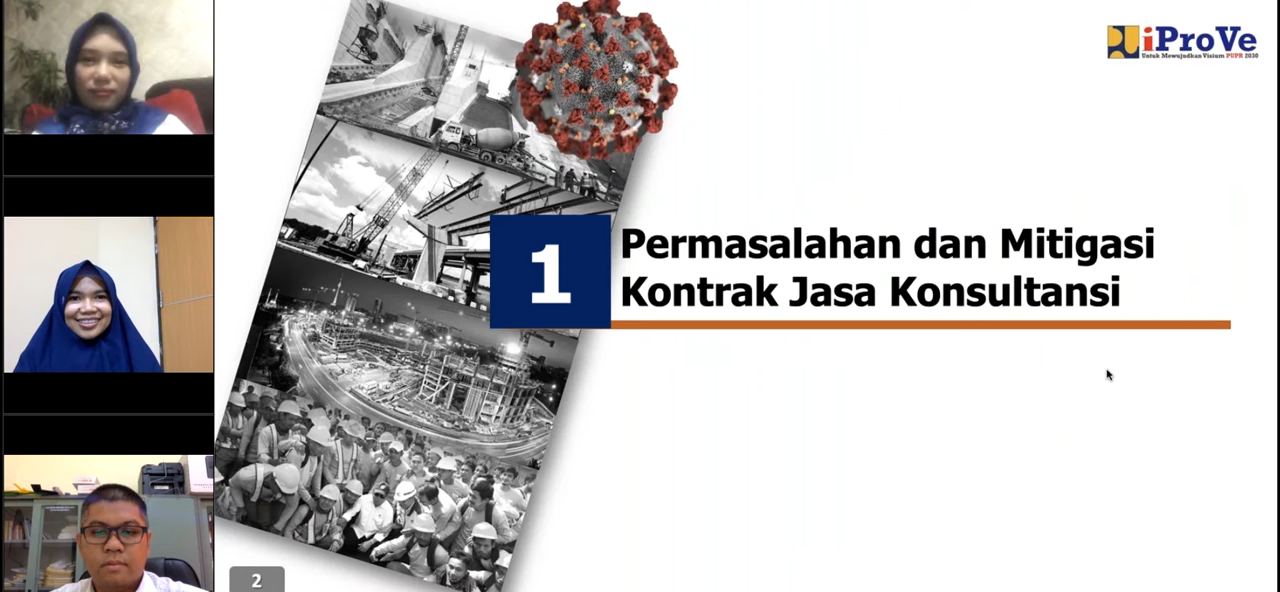 iProVe
Untuk Mewujudkan Visium PUPR 2030
1
Permasalahan dan Mitigasi
Kontrak Jasa Konsultansi
2